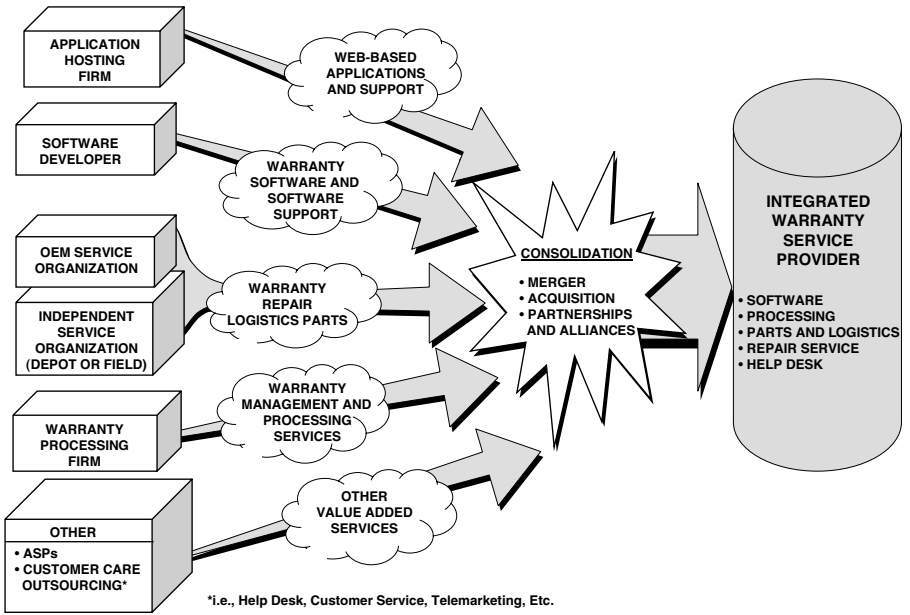 APPLICATION
HOSTING
FIRM
WEB-BASED
APPLICATIONS
AND SUPPORT
SOFTWARE
DEVELOPER
WARRANTY
SOFTWARE AND
SOFTWARE
SUPPORT
OEM SERVICE
ORGANIZATION
INDEPENDENT
SERVICE
ORGANIZATION
(DEPOT OR FIELD)
WARRANTY
REPAIR
LOGISTICS PARTS
WARRANTY
PROCESSING
FIRM
WARRANTY
MANAGEMENT AND
PROCESSING
SERVICES
OTHER
• ASPs
• CUSTOMER CARE
OUTSOURCING*
OTHER
VALUE ADDED
SERVICES
CONSOLIDATION
• MERGER
• ACQUISITION
• PARTNERSHIPS
AND ALLIANCES
INTEGRATED
WARRANTY
SERVICE
PROVIDER
• SOFTWARE
• PROCESSING
• PARTS AND LOGISTICS
• REPAIR SERVICE
• HELP DESK
*i.e., Help Desk, Customer Service, Telemarketing, Etc.